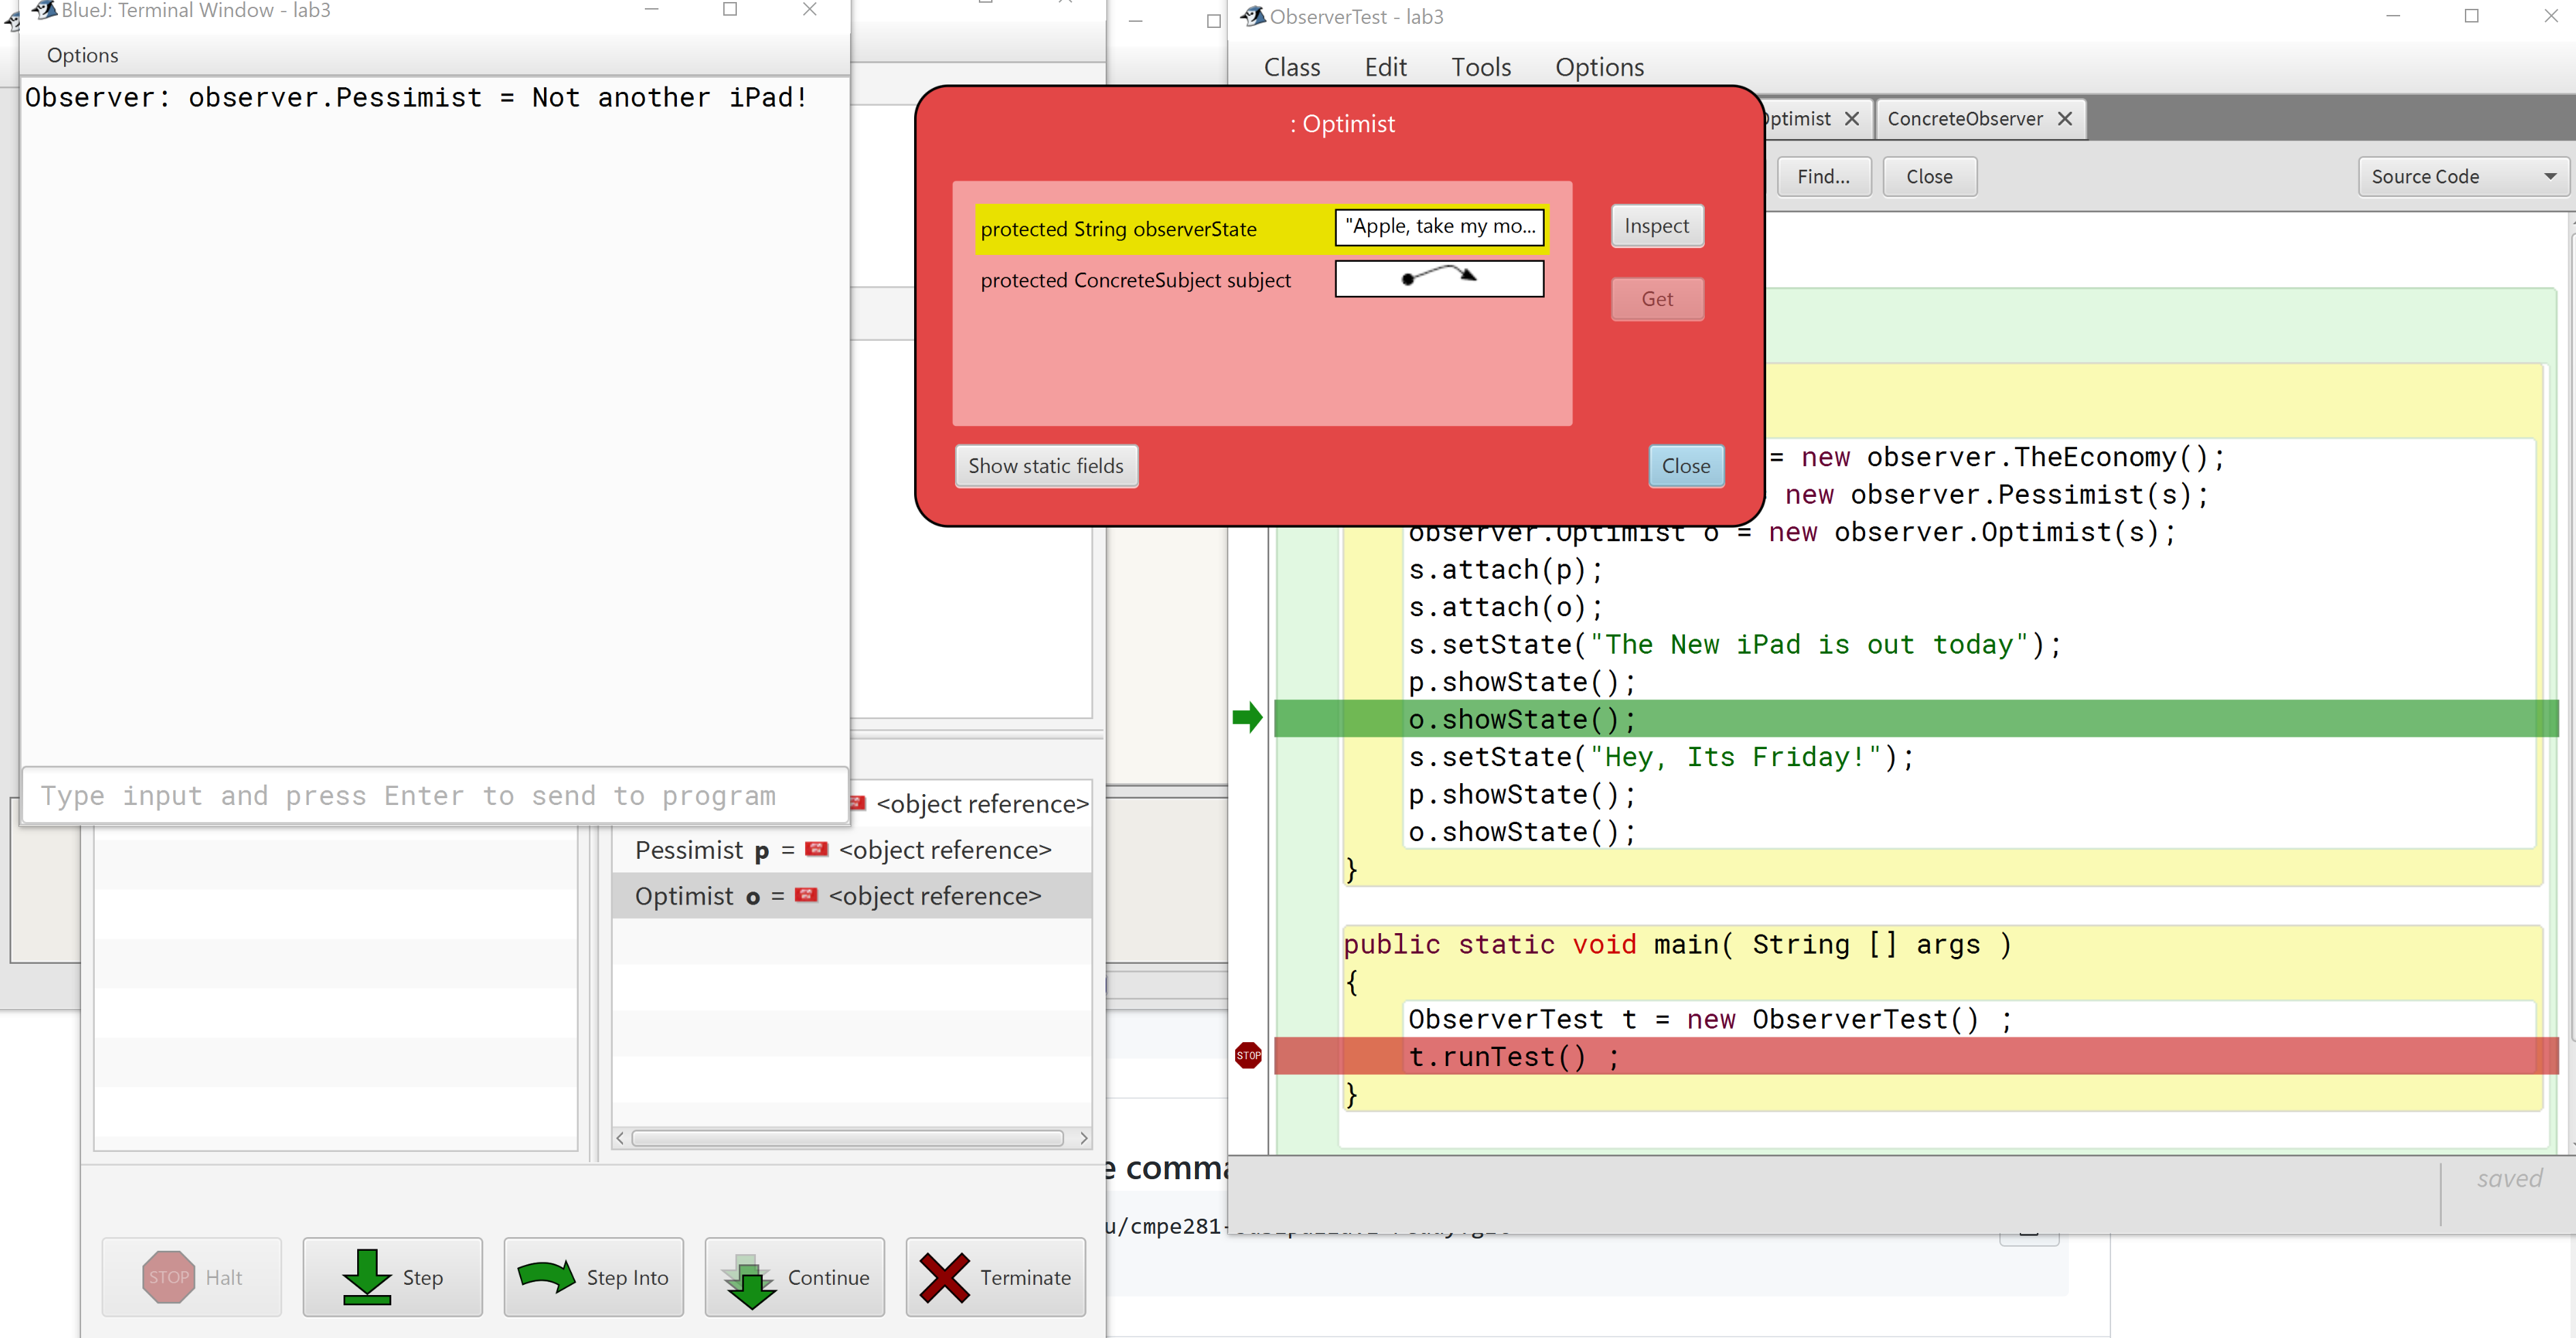 BlueJ: Terminal Window - lab3
Options
Observer: observer.Pessimist = Not another iPad!
Type input and press Enter to send to program
<object reference>
Pessimist p = <object reference>
Optimist o = <object reference>
STOP Halt
Step
Step Into
Continue
Terminate
: Optimist
protected String observerState "Apple, take my mo...
protected ConcreteSubject subject
Inspect
Get
Show static fields
Close
ObserverTest - lab3
Class Edit Tools Options
Optimist ConcreteObserver
Find... Close Source Code
= new observer.TheEconomy();
new observer.Pessimist(s);
observer.Optimist o = new observer.Optimist(s);
s.attach(p);
s.attach(o);
s.setState("The New iPad is out today");
p.showState();
o.showState();
s.setState("Hey, Its Friday!");
p.showState();
o.showState();
}
public static void main( String [] args )
{
ObserverTest t = new ObserverTest() ;
STOP t.runTest() ;
}
saved
e comma
u/cmpe281-